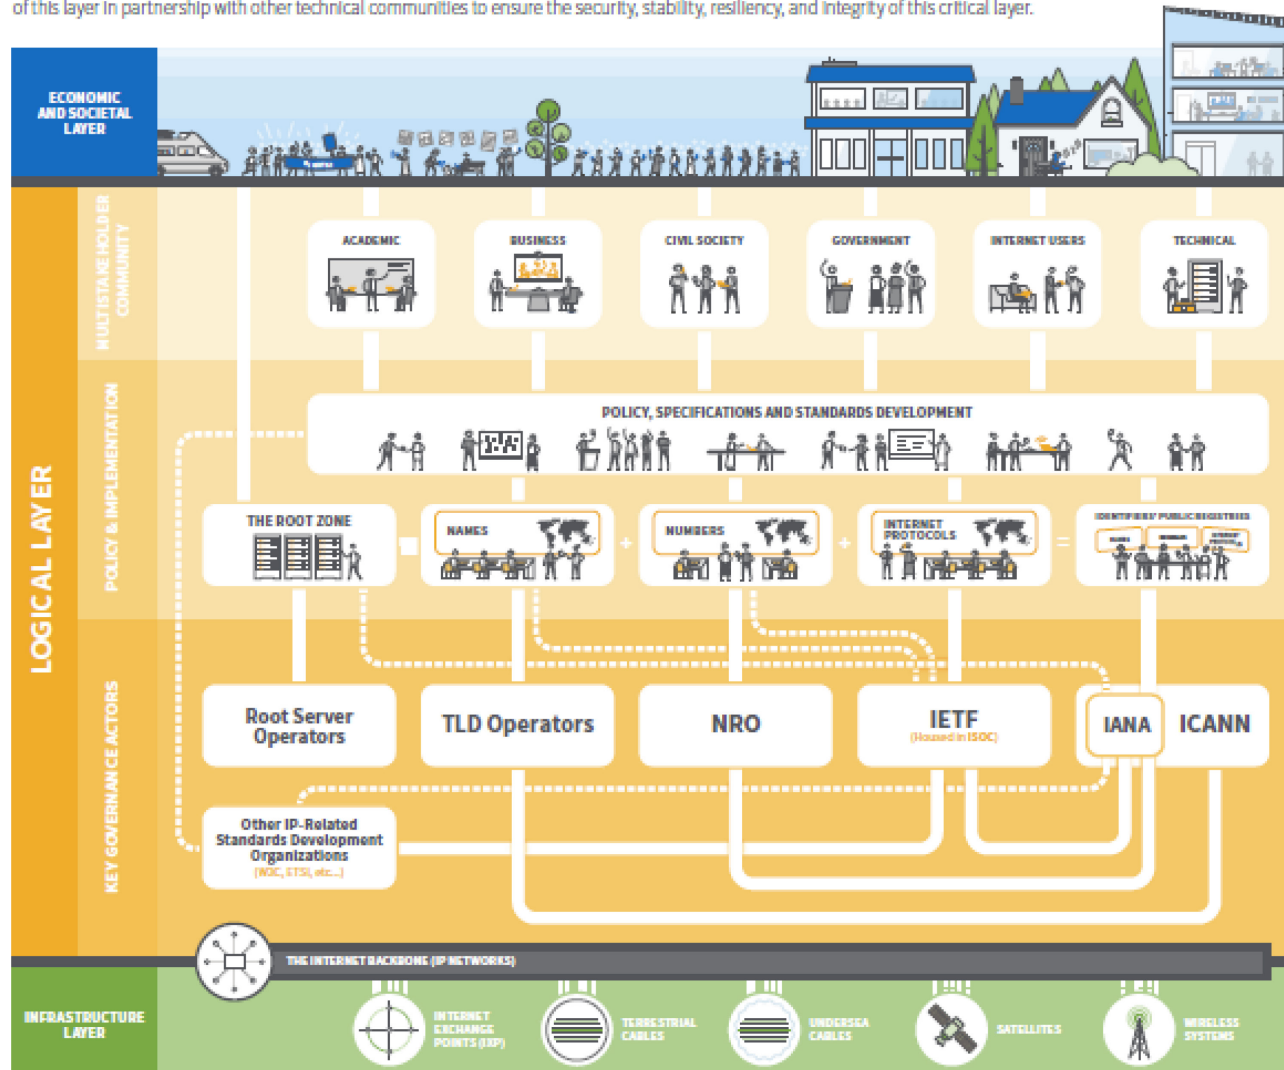 of this layer in partnership with other technical communities to ensure the security, stability, resiliency, and integrity of this critical layer.
ECONOMIC
AND SOCIETAL
LAYER
LOGICAL LAYER
MULTISTAKEHOLDER
COMMUNITY
ACADEMIC
BUSINESS
CIVIL SOCIETY
GOVERNMENT
INTERNET USERS
TECHNICAL
POLICY & IMPLEMENTATION
POLICY, SPECIFICATIONS AND STANDARDS DEVELOPMENT
THE ROOT ZONE
=
NAMES
+
NUMBERS
+
INTERNET
PROTOCOLS
=
IDENTIFIERS' PUBLIC REGISTRIES
NAMES
NUMBERS
INTERNET
PROTOCOLS
KEY GOVERNANCE ACTORS
Root Server
Operators
TLD Operators
NRO
IETF
(Housed in ISOC)
IANA
ICANN
Other IP-Related
Standards Development
Organizations
(W3C, ETSI, etc...)
THE INTERNET BACKBONE (IP NETWORKS)
INFRASTRUCTURE
LAYER
INTERNET
EXCHANGE
POINTS (IXP)
TERRESTRIAL
CABLES
UNDERSEA
CABLES
SATELLITES
WIRELESS
SYSTEMS